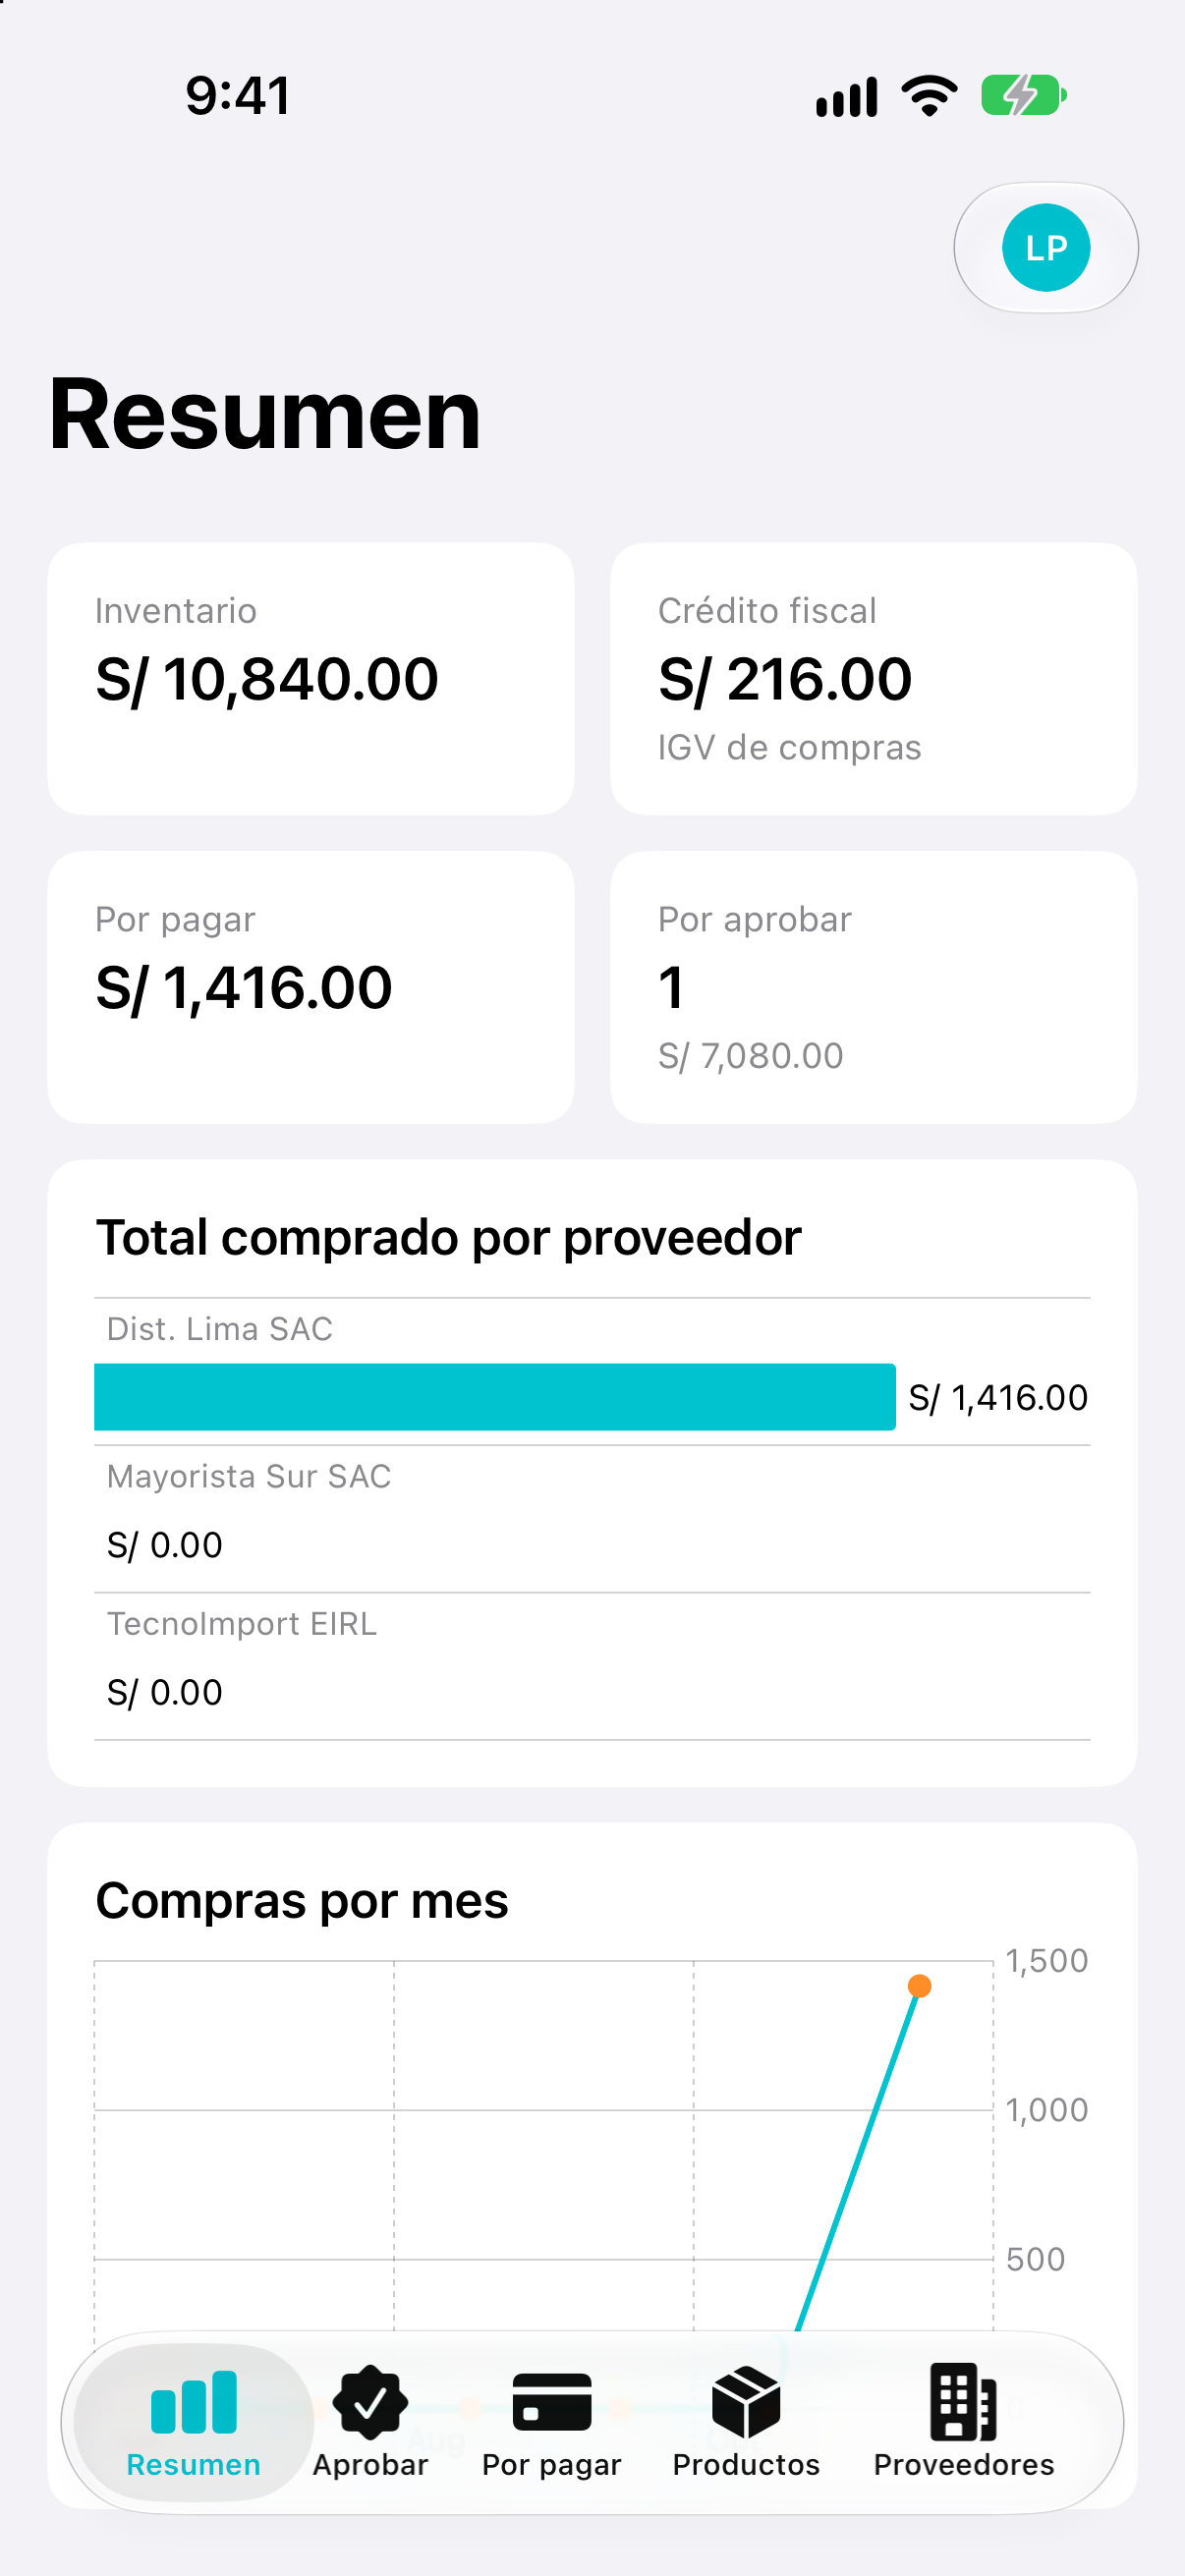 9:41
LP
Resumen
Inventario
S/ 10,840.00
Crédito fiscal
S/ 216.00
IGV de compras
Por pagar
S/ 1,416.00
Por aprobar
1
S/ 7,080.00
Total comprado por proveedor
Dist. Lima SAC
S/ 1,416.00
Mayorista Sur SAC
S/ 0.00
TecnoImport EIRL
S/ 0.00
Compras por mes
1,500
1,000
500
Aug
Resumen
Aprobar
Por pagar
Productos
Proveedores